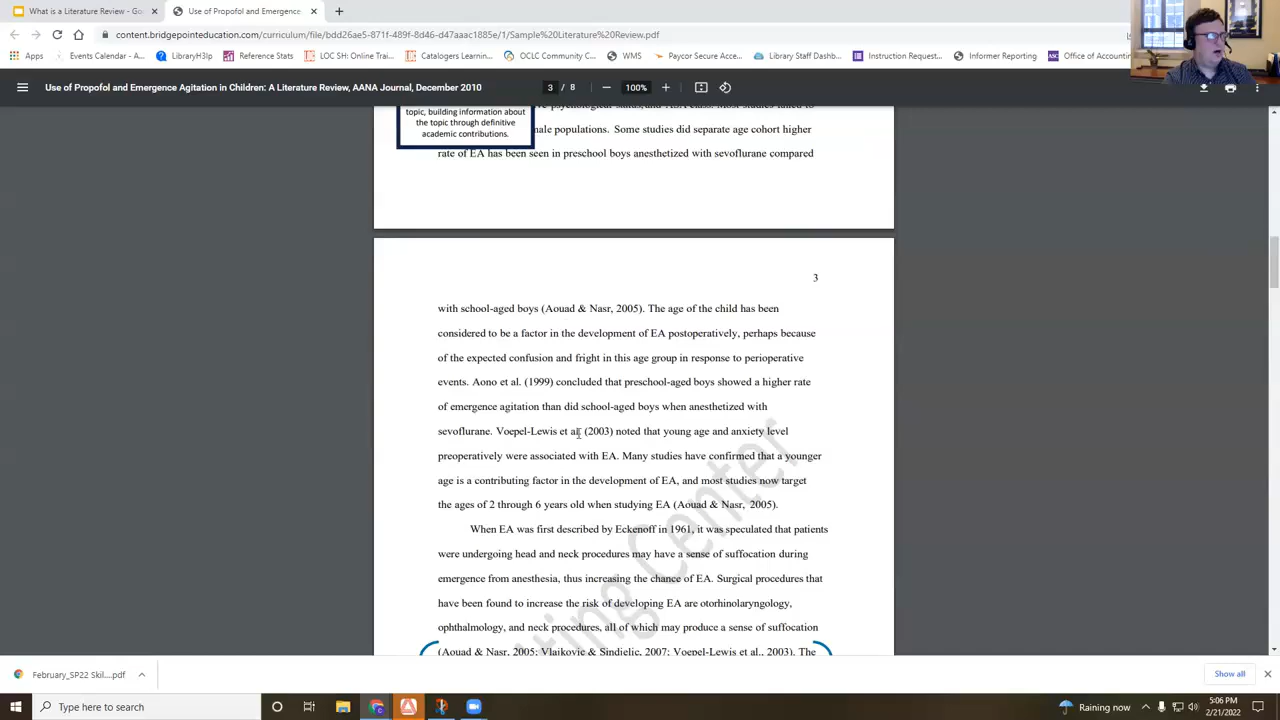 What is a Literature Review - Go
Use of Propofol and Emergence
content.bridgepointeducation.com/curriculum/file/bdd26ae5-871f-489f-8d46-d47aabc1885e/1/Sample%20Literature%20Review.pdf
Apps
Events Calendar - A...
LibraryH3lp
Reference Stats
LOC SH: Online Trai...
Catalogers Learnin...
OCLC Community C...
WMS
Paycor Secure Acce...
Library Staff Dashb...
Instruction Request...
Informer Reporting
Office of Accountin
Use of Propofol and Emergence Agitation in Children: A Literature Review, AANA Journal, December 2010
3 / 8
100%
topic, building information about
the topic through definitive
academic contributions.
male populations. Some studies did separate age cohort higher
rate of EA has been seen in preschool boys anesthetized with sevoflurane compared
3
with school-aged boys (Aouad & Nasr, 2005). The age of the child has been
considered to be a factor in the development of EA postoperatively, perhaps because
of the expected confusion and fright in this age group in response to perioperative
events. Aono et al. (1999) concluded that preschool-aged boys showed a higher rate
of emergence agitation than did school-aged boys when anesthetized with
sevoflurane. Voepel-Lewis et al. (2003) noted that young age and anxiety level
preoperatively were associated with EA. Many studies have confirmed that a younger
age is a contributing factor in the development of EA, and most studies now target
the ages of 2 through 6 years old when studying EA (Aouad & Nasr, 2005).
When EA was first described by Eckenoff in 1961, it was speculated that patients
were undergoing head and neck procedures may have a sense of suffocation during
emergence from anesthesia, thus increasing the chance of EA. Surgical procedures that
have been found to increase the risk of developing EA are otorhinolaryngology,
ophthalmology, and neck procedures, all of which may produce a sense of suffocation
(Aouad & Nasr, 2005; Vlajkovic & Sindjelic, 2007; Voepel-Lewis et al., 2003). The
ting Center
February_SP22 Skil....pdf
Show all
Type here to search
Raining now
5:06 PM
2/21/2022